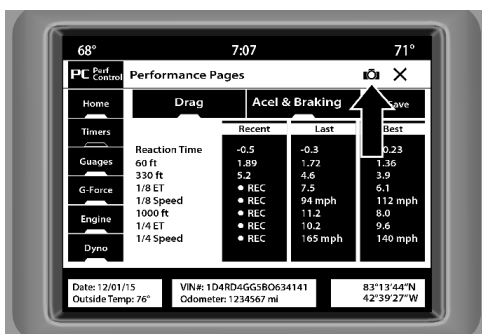 68° 7:07 71°
PC Perf Control Performance Pages X
Home Drag Acel & Braking ave
Timers Recent Last Best
Reaction Time -0.5 -0.3 0.23
Guages 60 ft 1.89 1.72 1.36
330 ft 5.2 4.6 3.9
G-Force 1/8 ET • REC 7.5 6.1
1/8 Speed • REC 94 mph 112 mph
Engine 1000 ft • REC 11.2 8.0
1/4 ET • REC 10.2 9.6
Dyno 1/4 Speed • REC 165 mph 140 mph
Date: 12/01/15 VIN#: 1D4RD4GG5BO634141 83°13'44"N
Outside Temp: 76° Odometer: 1234567 mi 42°39'27"W